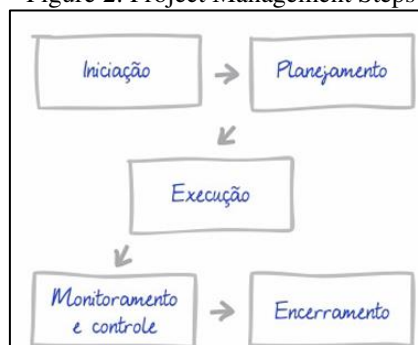 Figure 2: Project Management Steps
Iniciação
Planejamento
Execução
Monitoramento
e controle
Encerramento